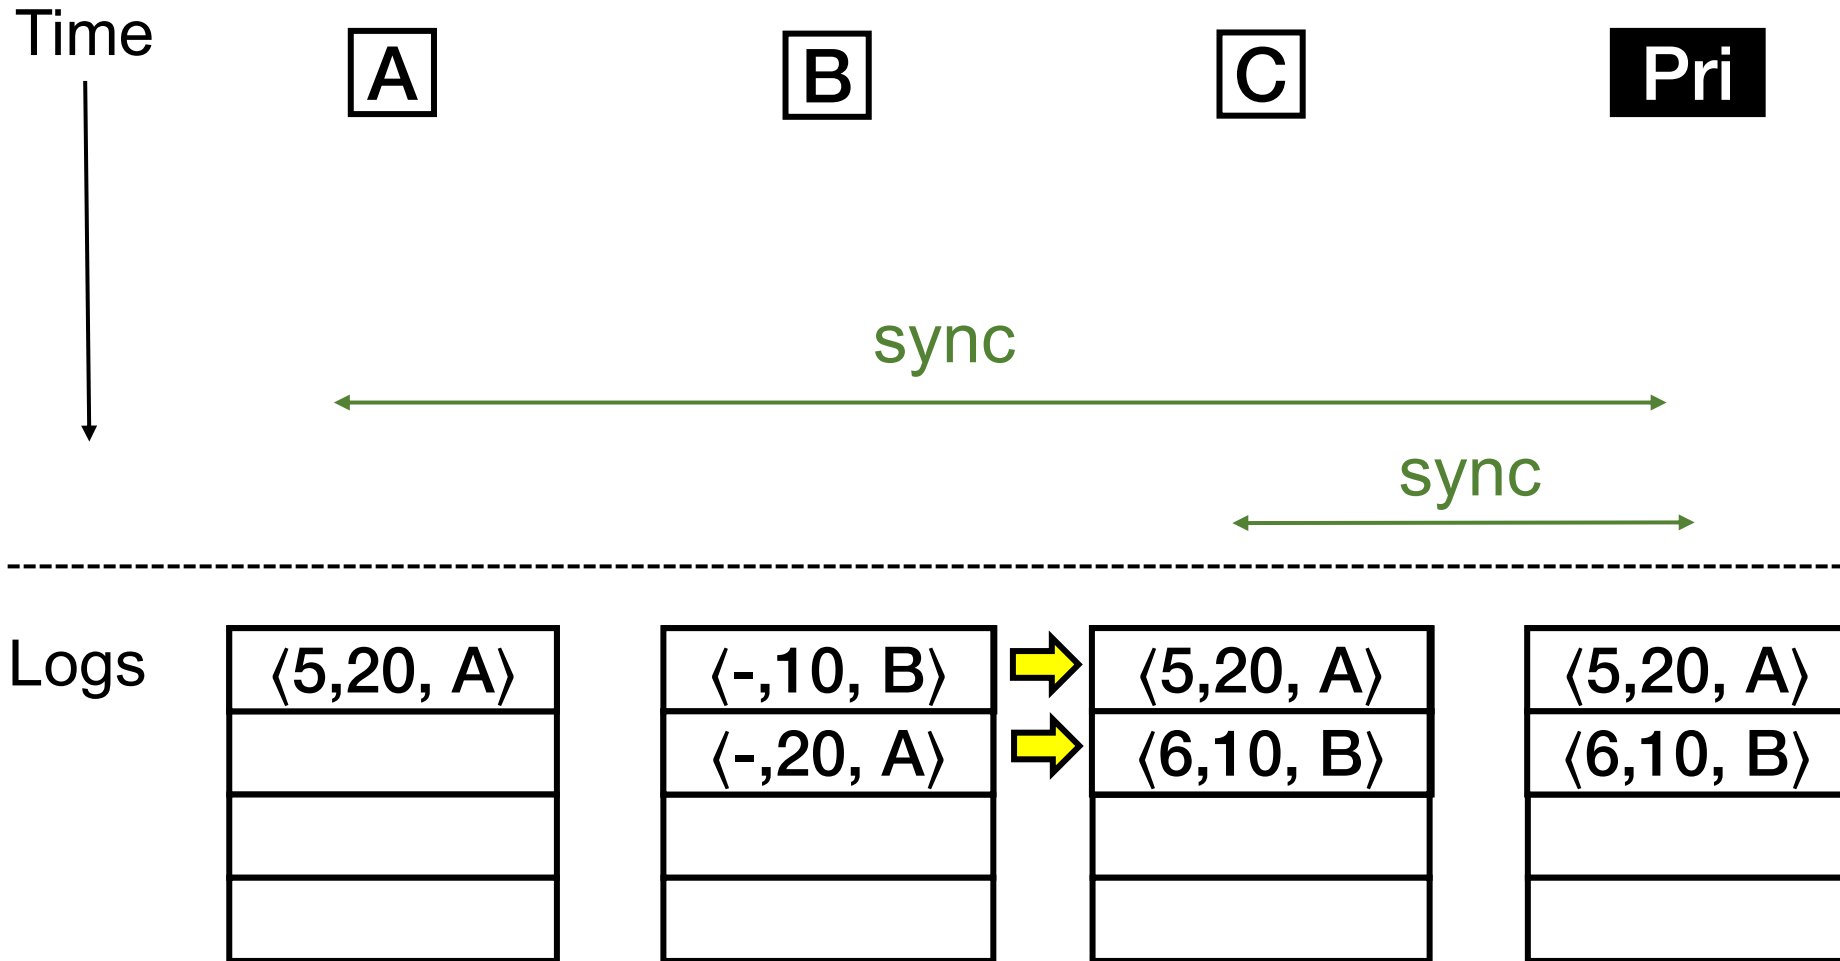 Time A B C Pri
sync
sync
Logs ⟨5,20, A⟩ ⟨-,10, B⟩ ⟨5,20, A⟩ ⟨5,20, A⟩
⟨-,20, A⟩ ⟨6,10, B⟩ ⟨6,10, B⟩